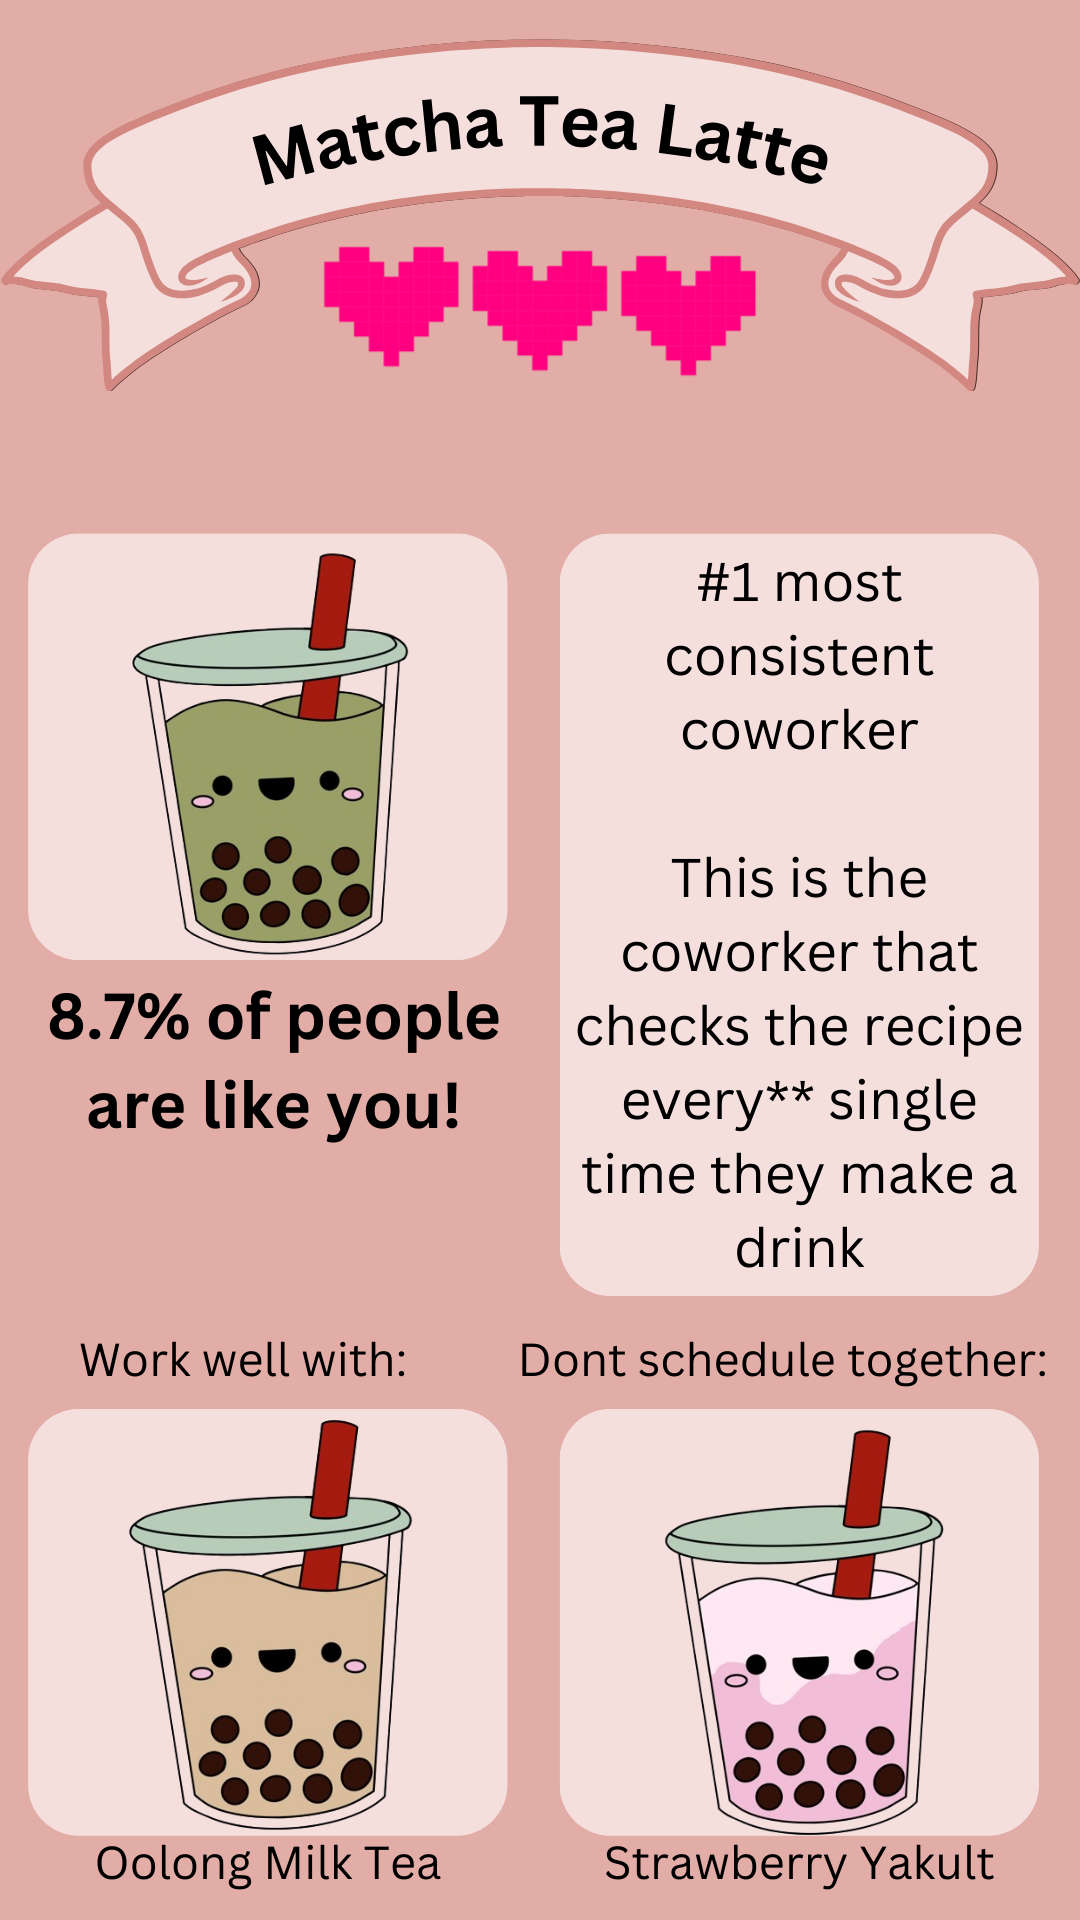 Matcha Tea Latte
#1 most
consistent
coworker
This is the
coworker that
checks the recipe
every** single
time they make a
drink
8.7% of people
are like you!
Work well with:
Dont schedule together:
Oolong Milk Tea
Strawberry Yakult